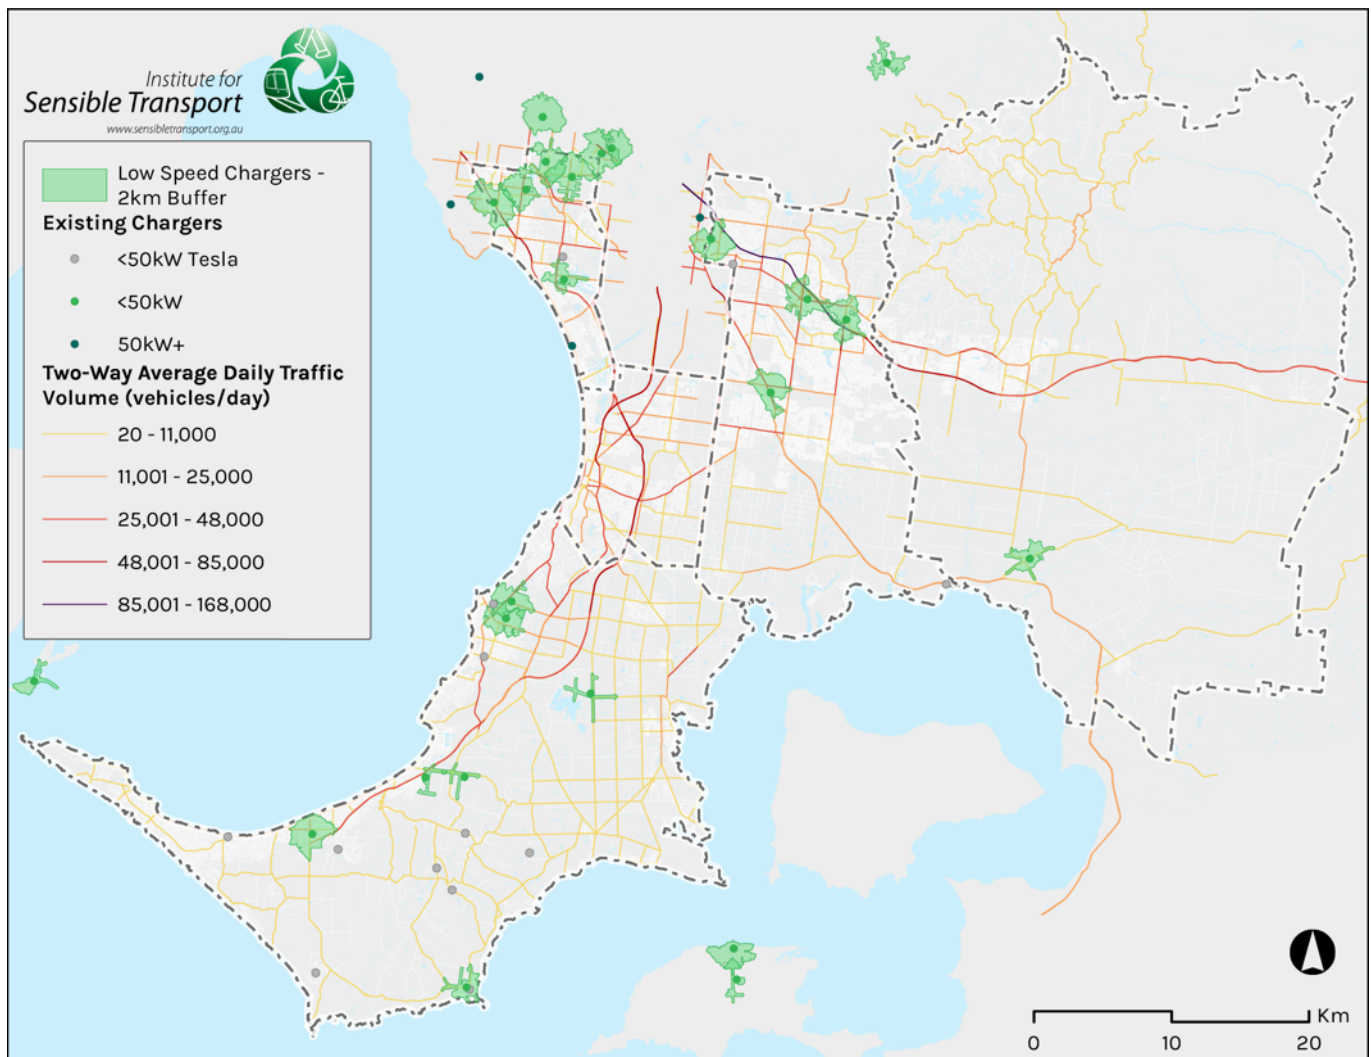 Institute for
Sensible Transport
www.sensibletransport.org.au
Low Speed Chargers -
2km Buffer
Existing Chargers
<50kW Tesla
<50kW
50kW+
Two-Way Average Daily Traffic
Volume (vehicles/day)
20 - 11,000
11,001 - 25,000
25,001 - 48,000
48,001 - 85,000
85,001 - 168,000
Km
0 10 20